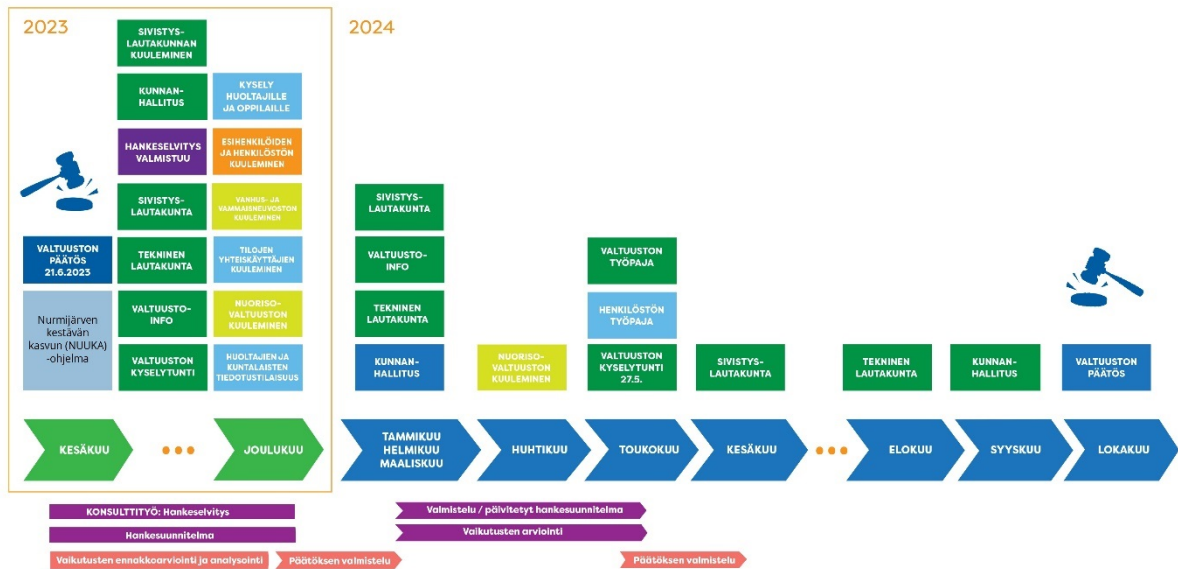 2023
SIVISTYS-
LAUTAKUNNAN
KUULEMINEN
KUNNAN-
HALLITUS
KYSELY
HUOLTAJILLE
JA OPPILAILLE
HANKESELVITYS
VALMISTUU
ESIHENKILÖIDEN
JA HENKILÖSTÖN
KUULEMINEN
SIVISTYS-
LAUTAKUNTA
VANHUS- JA
VAMMAISNEUVOSTON
KUULEMINEN
VALTUUSTON
PÄÄTÖS
21.6.2023
TEKNINEN
LAUTAKUNTA
TILOJEN
YHTEISKÄYTTÄJIEN
KUULEMINEN
Nurmijärven
kestävän
kasvun (NUUKA)
-ohjelma
VALTUUSTO-
INFO
NUORISO-
VALTUUSTON
KUULEMINEN
VALTUUSTON
KYSELYTUNTI
HUOLTAJIEN JA
KUNTALAISTEN
TIEDOTUSTILAISUUS
KESÄKUU
JOULUKUU
2024
SIVISTYS-
LAUTAKUNTA
VALTUUSTO-
INFO
TEKNINEN
LAUTAKUNTA
KUNNAN-
HALLITUS
NUORISO-
VALTUUSTON
KUULEMINEN
VALTUUSTON
TYÖPAJA
HENKILÖSTÖN
TYÖPAJA
VALTUUSTON
KYSELYTUNTI
27.5.
SIVISTYS-
LAUTAKUNTA
TEKNINEN
LAUTAKUNTA
KUNNAN-
HALLITUS
VALTUUSTON
PÄÄTÖS
TAMMIKUU
HELMIKUU
MAALISKUU
HUHTIKUU
TOUKOKUU
KESÄKUU
ELOKUU
SYYSKUU
LOKAKUU
KONSULTTITYÖ: Hankeselvitys
Valmistelu / päivitetyt hankesuunnitelma
Hankesuunnitelma
Vaikutusten arviointi
Vaikutusten ennakkoarviointi ja analysointi
Päätöksen valmistelu
Päätöksen valmistelu